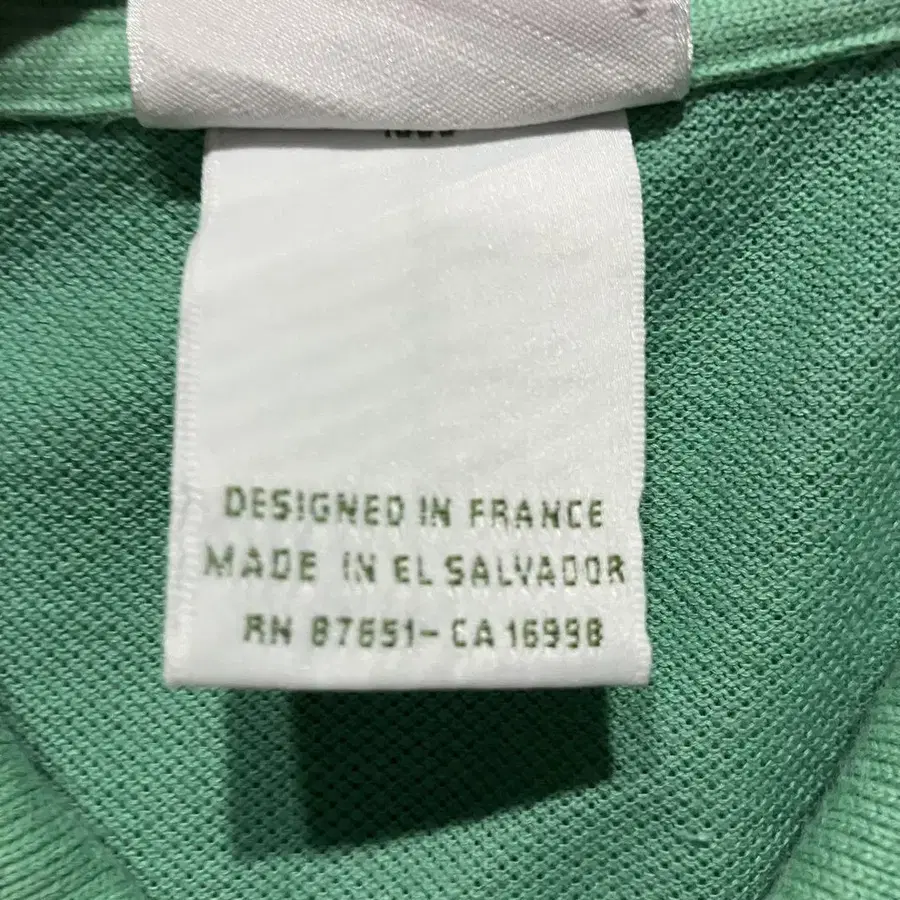 DESIGNED IN FRANCE
MADE IN EL SALVADOR
RN 87651-CA 16998